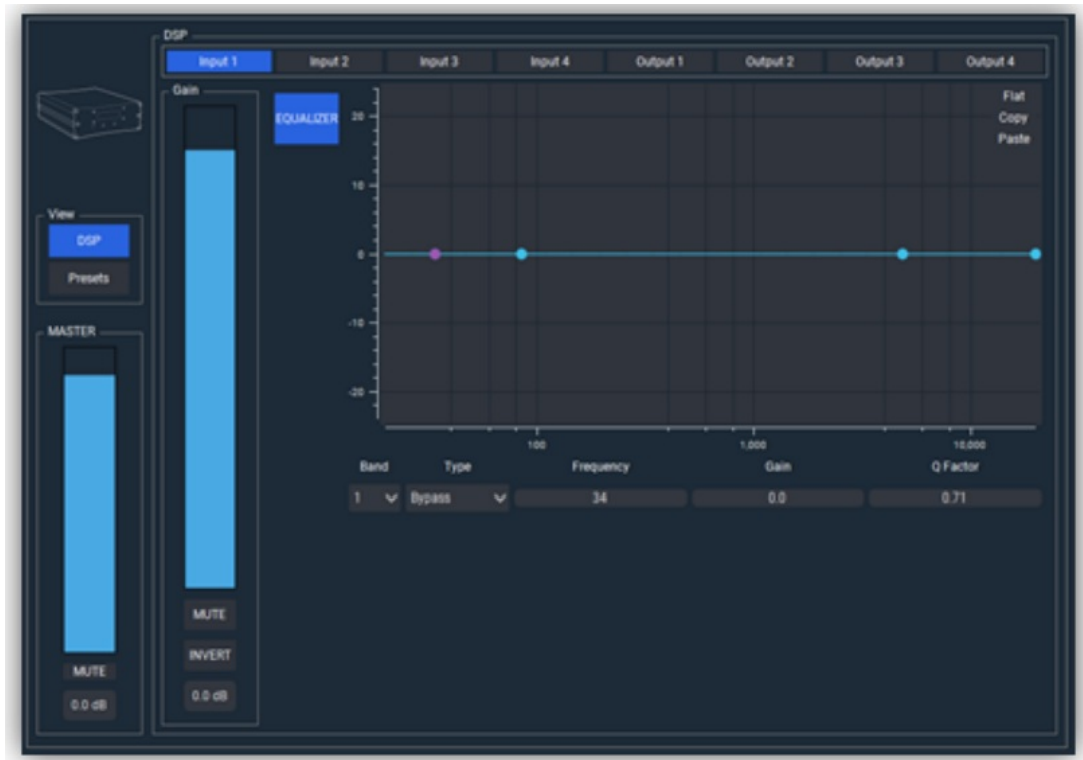 DSP
Input 1 Input 2 Input 3 Input 4 Output 1 Output 2 Output 3 Output 4
Gain
EQUALIZER
Flat
Copy
Paste
20
10
0
-10
-20
100 1,000 10,000
Band Type Frequency Gain Q Factor
1 Bypass 34 0.0 0.71
MUTE
INVERT
0.0 dB
View
DSP
Presets
MASTER
MUTE
0.0 dB